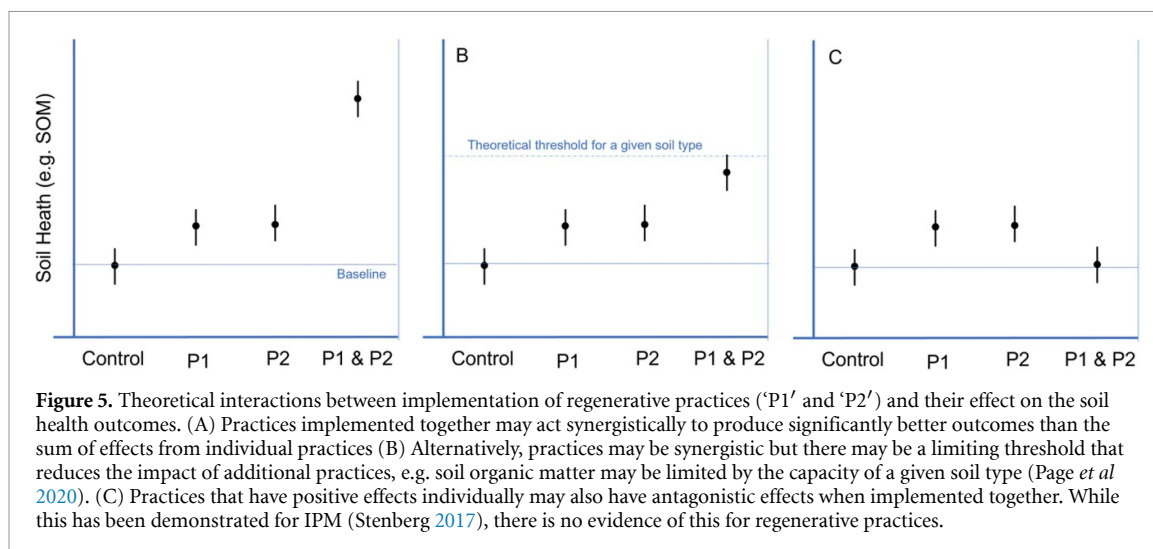 Soil Heath (e.g. SOM)
Baseline
Control P1 P2 P1 & P2
B
Theoretical threshold for a given soil type
Control P1 P2 P1 & P2
C
Control P1 P2 P1 & P2
Figure 5. Theoretical interactions between implementation of regenerative practices (‘P1′ and ‘P2′) and their effect on the soil
health outcomes. (A) Practices implemented together may act synergistically to produce significantly better outcomes than the
sum of effects from individual practices (B) Alternatively, practices may be synergistic but there may be a limiting threshold that
reduces the impact of additional practices, e.g. soil organic matter may be limited by the capacity of a given soil type (Page et al
2020). (C) Practices that have positive effects individually may also have antagonistic effects when implemented together. While
this has been demonstrated for IPM (Stenberg 2017), there is no evidence of this for regenerative practices.